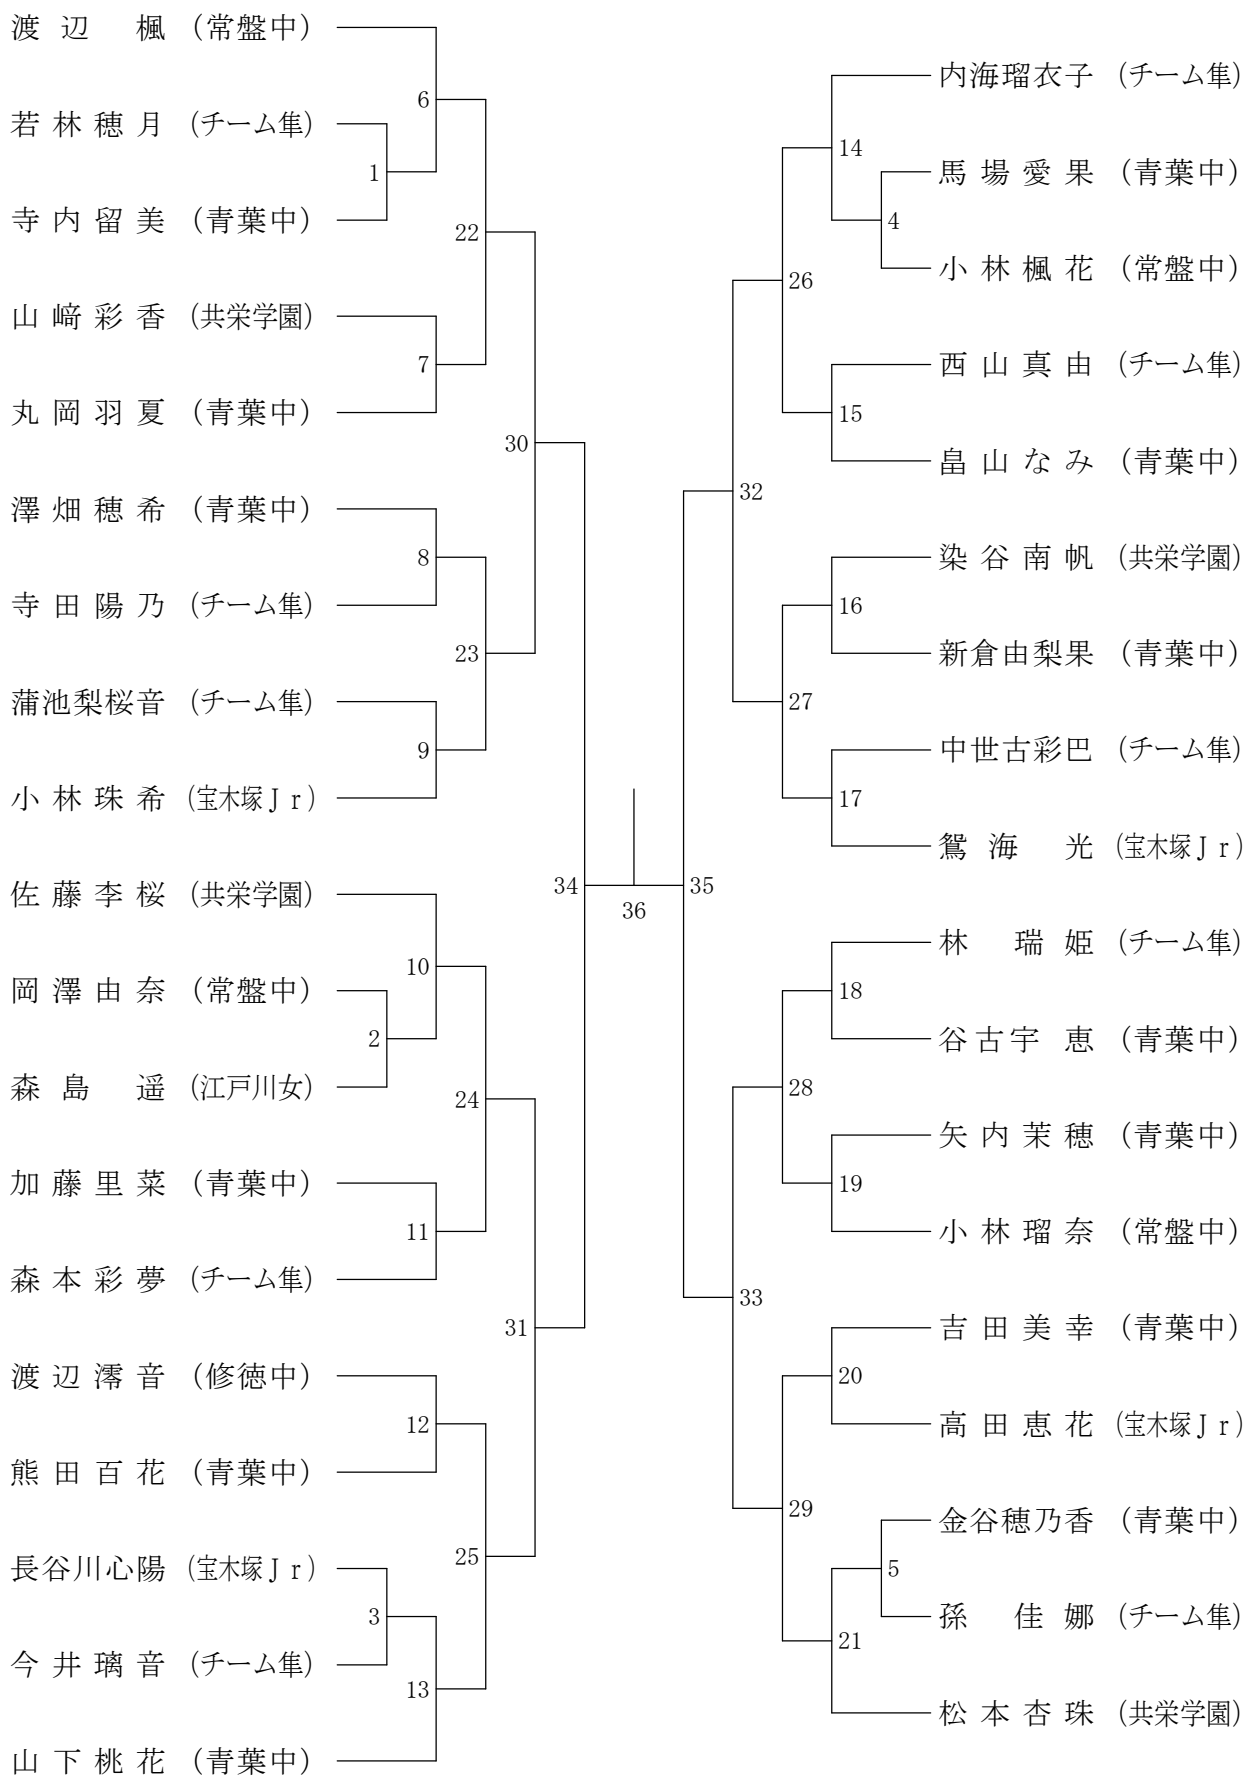 渡辺 楓 (常盤中)
若林穂月 (チーム隼)
寺内留美 (青葉中)
山﨑彩香 (共栄学園)
丸岡羽夏 (青葉中)
澤畑穂希 (青葉中)
寺田陽乃 (チーム隼)
蒲池梨桜音 (チーム隼)
小林珠希 (宝木塚Jr)
佐藤李桜 (共栄学園)
岡澤由奈 (常盤中)
森島 遥 (江戸川女)
加藤里菜 (青葉中)
森本彩夢 (チーム隼)
渡辺澪音 (修徳中)
熊田百花 (青葉中)
長谷川心陽 (宝木塚Jr)
今井璃音 (チーム隼)
山下桃花 (青葉中)
6
1
22
7
30
8
23
9
34
10
2
24
11
31
12
25
3
13
36
35
14
4
26
15
32
16
27
17
18
28
19
33
20
29
5
21
内海瑠衣子 (チーム隼)
馬場愛果 (青葉中)
小林楓花 (常盤中)
西山真由 (チーム隼)
畠山なみ (青葉中)
染谷南帆 (共栄学園)
新倉由梨果 (青葉中)
中世古彩巴 (チーム隼)
鴛海 光 (宝木塚Jr)
林 瑞姫 (チーム隼)
谷古宇 恵 (青葉中)
矢内茉穂 (青葉中)
小林瑠奈 (常盤中)
吉田美幸 (青葉中)
高田恵花 (宝木塚Jr)
金谷穂乃香 (青葉中)
孫 佳娜 (チーム隼)
松本杏珠 (共栄学園)